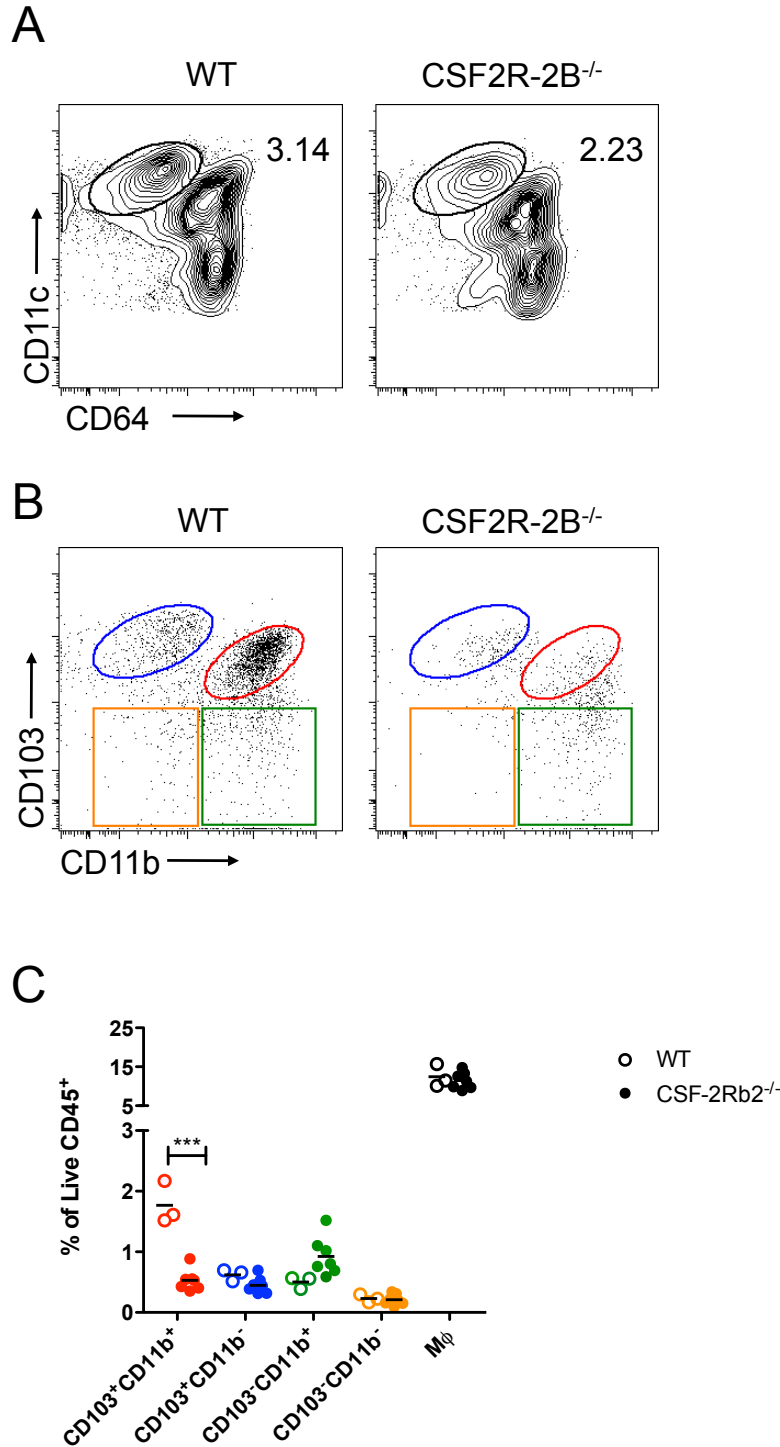 A
WT
CSF2R-2B-/-
3.14
2.23
CD11c
CD64
B
WT
CSF2R-2B-/-
CD103
CD11b
C
25
15
5
3
2
1
0
% of Live CD45+
***
WT
CSF-2Rb2-/-
CD103+CD11b+
CD103+CD11b-
CD103-CD11b+
CD103-CD11b-
Mφ